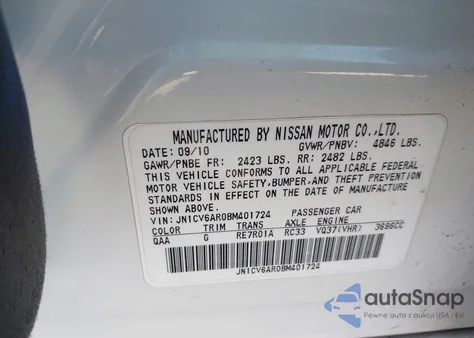 MANUFACTURED BY NISSAN MOTOR CO.,LTD.
DATE: 09/10 GVWR/PNBV: 4846 LBS.
GAWR/PNBE FR: 2423 LBS. RR: 2482 LBS.
THIS VEHICLE CONFORMS TO ALL APPLICABLE FEDERAL
MOTOR VEHICLE SAFETY,BUMPER,AND THEFT PREVENTION
STANDARDS IN EFFECT ON THE DATE OF MANUFACTURE
SHOWN ABOVE.
VIN: JN1CV6AR0BM401724 PASSENGER CAR
COLOR TRIM TRANS AXLE ENGINE
QAA G RE7R01A RC33 VQ37(VHR) 3696CC
JN1CV6AR0BM401724
autoSnap
Pewne auta używane z USA i EU